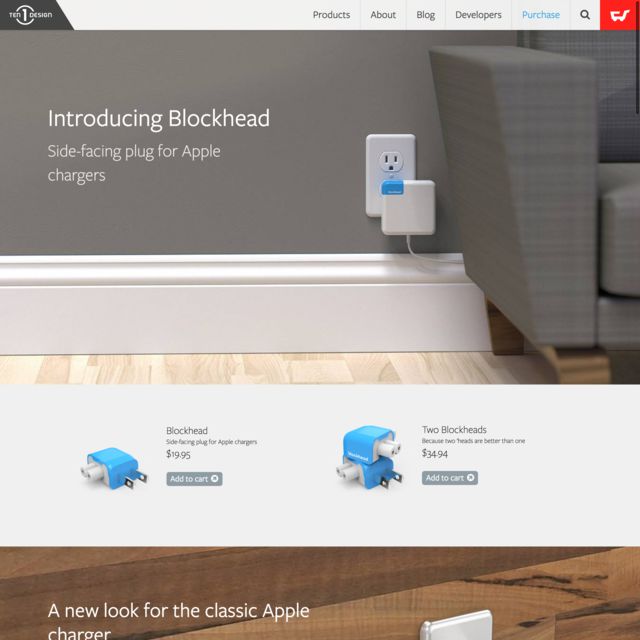 TEN 1 DESIGN
Products
About
Blog
Developers
Purchase
Introducing Blockhead
Side-facing plug for Apple
chargers
Blockhead
Side-facing plug for Apple chargers
$19.95
Add to cart
Two Blockheads
Because two 'heads are better than one
$34.94
Add to cart
blockhead
A new look for the classic Apple
charger